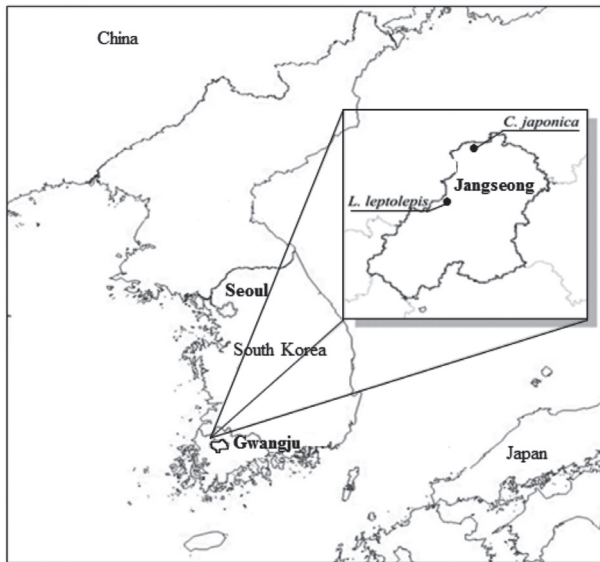 China
C. japonica
Jangseong
L. leptolepis
Seoul
South Korea
Gwangju
Japan